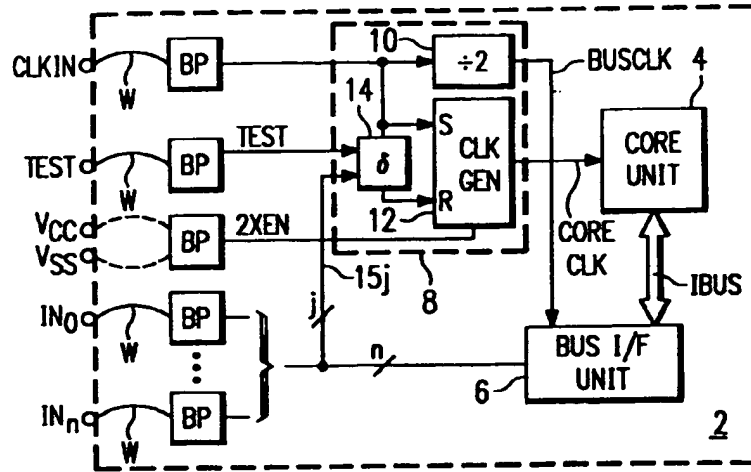 10
÷2
BUSCLK
4
CLKIN
BP
W
14
CORE
UNIT
TEST
TEST
BP
δ
S
CLK
GEN
R
W
12
VCC
VSS
BP
2XEN
CORE
CLK
8
15j
IBUS
IN0
BP
j
W
n
BUS I/F
UNIT
6
INn
BP
W
2